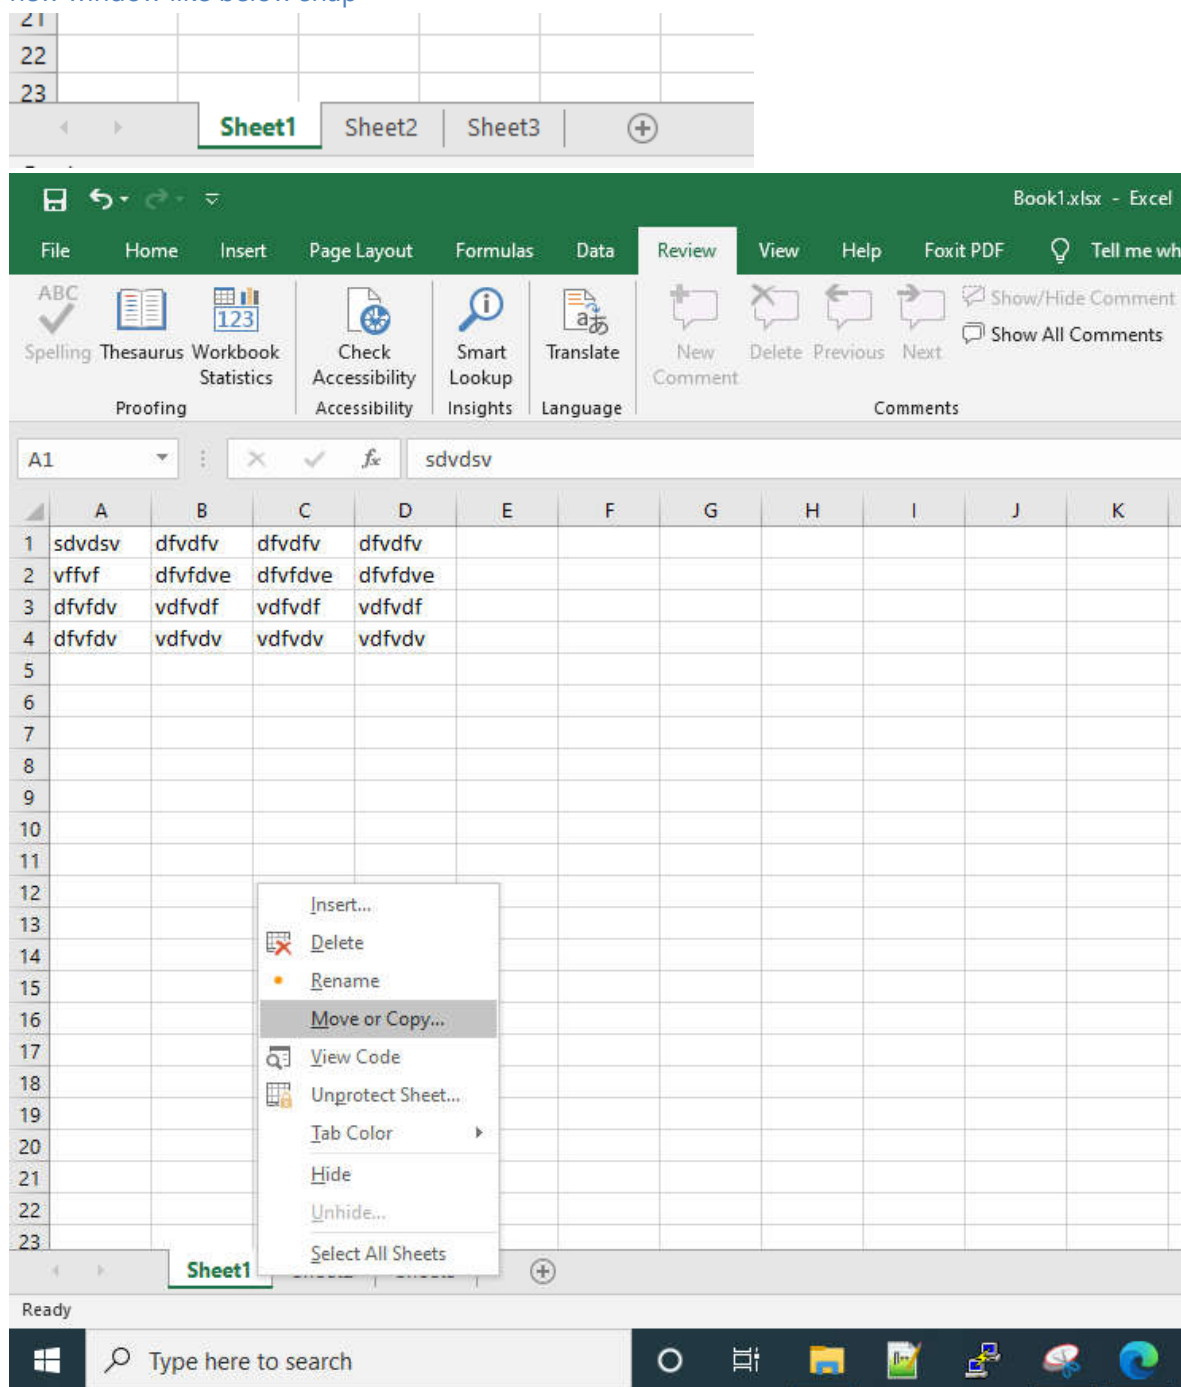 new window like below snap
21
22
23
Sheet1 Sheet2 Sheet3
Book1.xlsx - Excel
File Home Insert Page Layout Formulas Data Review View Help Foxit PDF Tell me wh
ABC
Spelling Thesaurus Workbook Statistics Check Accessibility Smart Lookup Translate New Comment Delete Previous Next Show/Hide Comment
123
Show All Comments
Proofing Accessibility Insights Language Comments
A1 fx sdvdsv
A B C D E F G H I J K
1 sdvdsv dfvdfv dfvdfv dfvdfv
2 vffvf dfvfdve dfvfdve dfvfdve
3 dfvfdv vdfvdf vdfvdf vdfvdf
4 dfvfdv vdfvdv vdfvdv vdfvdv
5
6
7
8
9
10
11
12
13
14
15
16
17
18
19
20
21
22
23
Insert...
Delete
Rename
Move or Copy...
View Code
Unprotect Sheet...
Tab Color
Hide
Unhide...
Select All Sheets
Sheet1
Ready
Type here to search